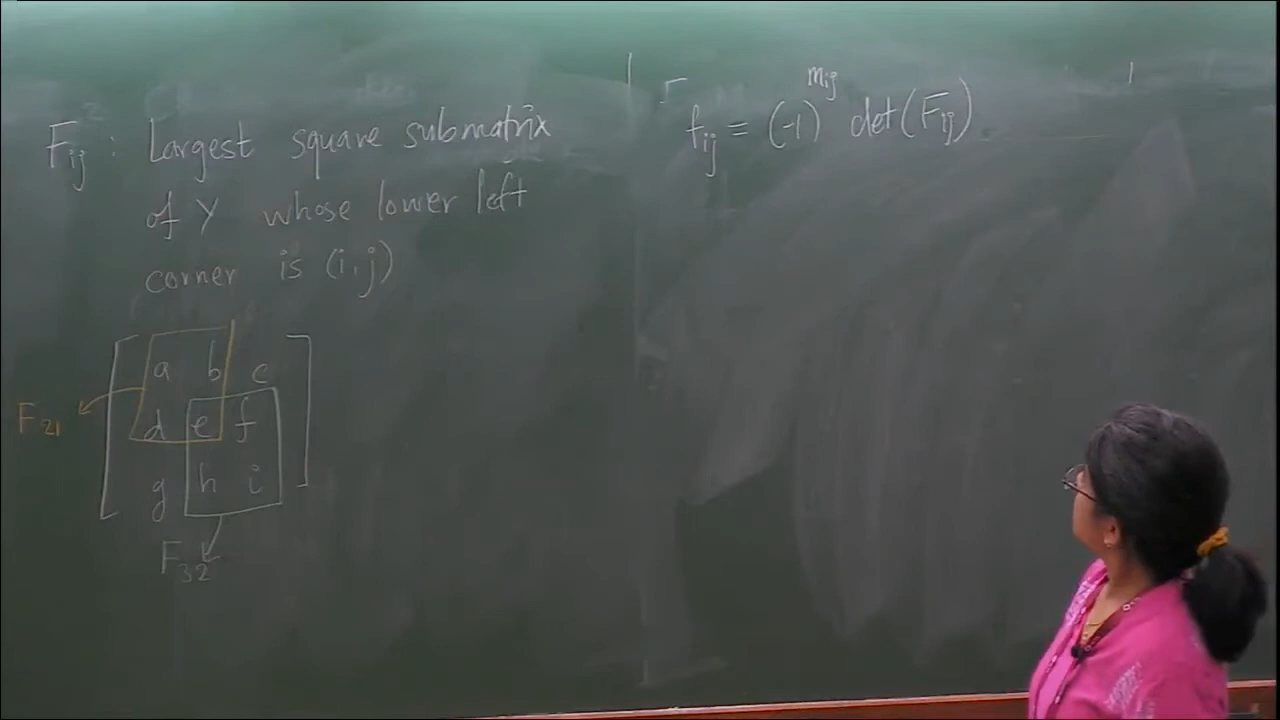 F_ij : Largest square submatrix
of Y whose lower left
corner is (i,j)
a b c
d e f
g h i
F_21
F_32
f_ij = (-1)^{m_ij} det(F_ij)